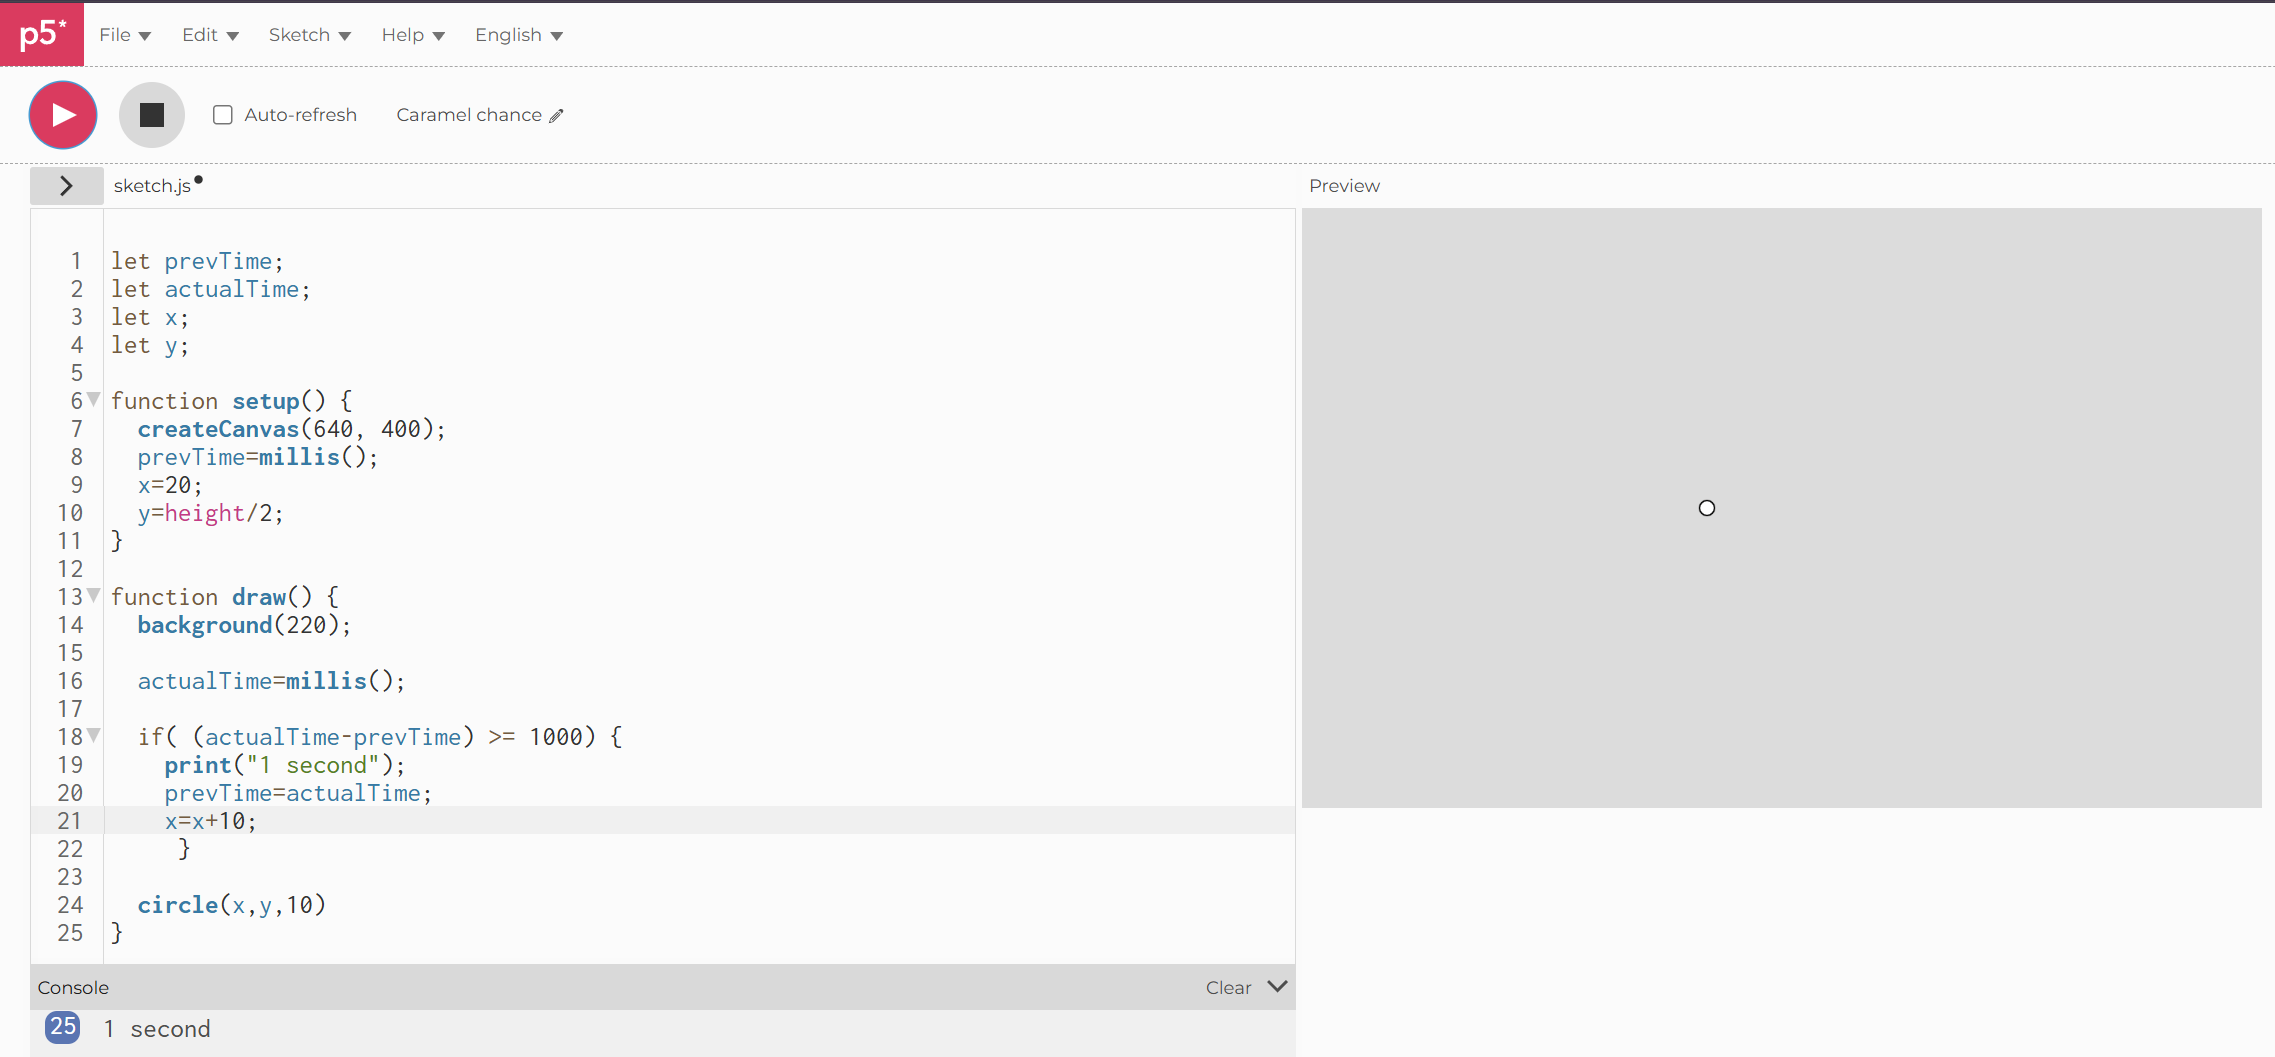 p5* File Edit Sketch Help English
Auto-refresh Caramel chance
sketch.js
Preview
1 let prevTime;
2 let actualTime;
3 let x;
4 let y;
5
6 function setup() {
7   createCanvas(640, 400);
8   prevTime=millis();
9   x=20;
10   y=height/2;
11 }
12
13 function draw() {
14   background(220);
15
16   actualTime=millis();
17
18   if( (actualTime-prevTime) >= 1000) {
19     print("1 second");
20     prevTime=actualTime;
21     x=x+10;
22      }
23
24   circle(x,y,10)
25 }
Console Clear
25 1 second